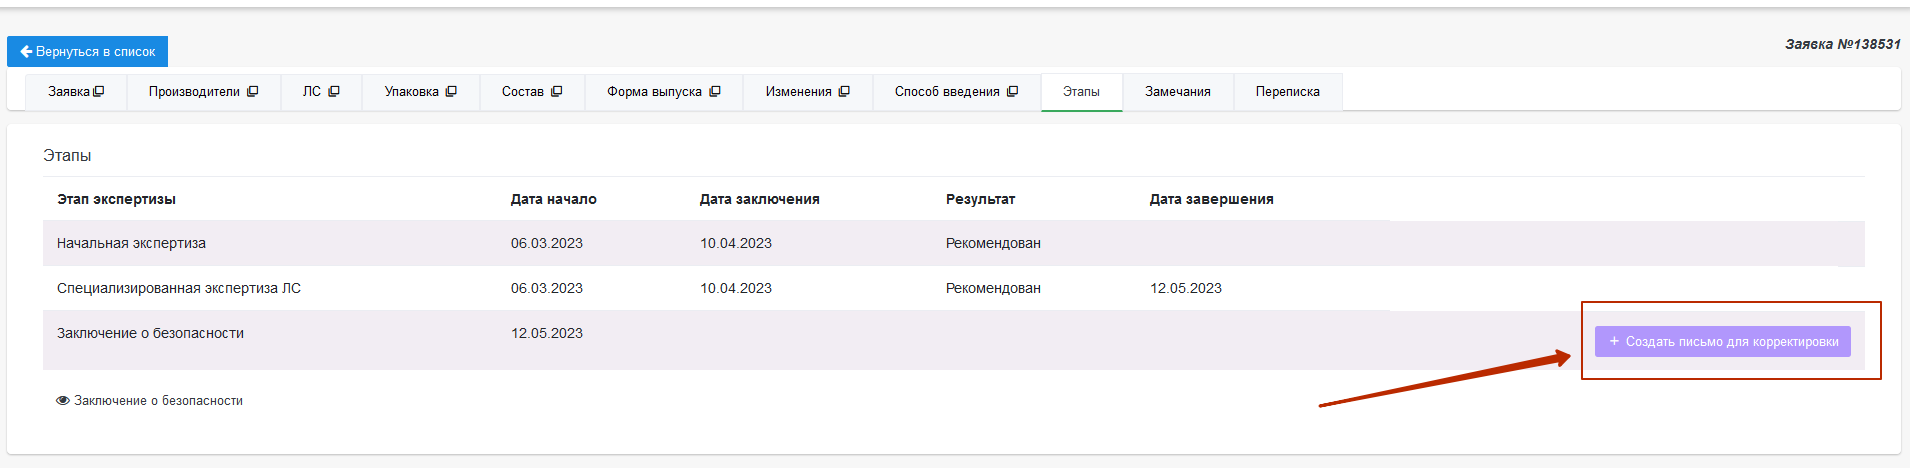 Вернуться в список
Заявка №138531
Заявка Производители ЛС Упаковка Состав Форма выпуска Изменения Способ введения Этапы Замечания Переписка
Этапы
Этап экспертизы Дата начало Дата заключения Результат Дата завершения
Начальная экспертиза 06.03.2023 10.04.2023 Рекомендован
Специализированная экспертиза ЛС 06.03.2023 10.04.2023 Рекомендован 12.05.2023
Заключение о безопасности 12.05.2023
+ Создать письмо для корректировки
Заключение о безопасности